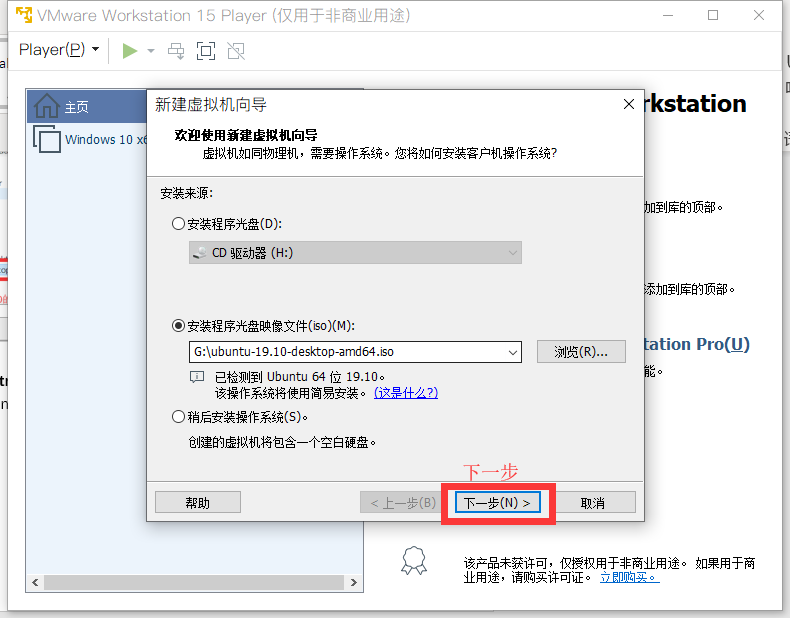 VMware Workstation 15 Player (仅用于非商业用途)
Player(P)
主页
Windows 10 x6
rkstation
加到库的顶部。
添加到库的顶部。
tation Pro(U)
能。
新建虚拟机向导
欢迎使用新建虚拟机向导
虚拟机如同物理机，需要操作系统。您将如何安装客户机操作系统?
安装来源:
安装程序光盘(D):
CD 驱动器 (H:)
安装程序光盘映像文件(iso)(M):
G:\ubuntu-19.10-desktop-amd64.iso
浏览(R)...
已检测到 Ubuntu 64 位 19.10。
该操作系统将使用简易安装。 (这是什么?)
稍后安装操作系统(S)。
创建的虚拟机将包含一个空白硬盘。
下一步
帮助
< 上一步(B)
下一步(N) >
取消
该产品未获许可，仅授权用于非商业用途。 如果用于商
业用途，请购买许可证。 立即购买。